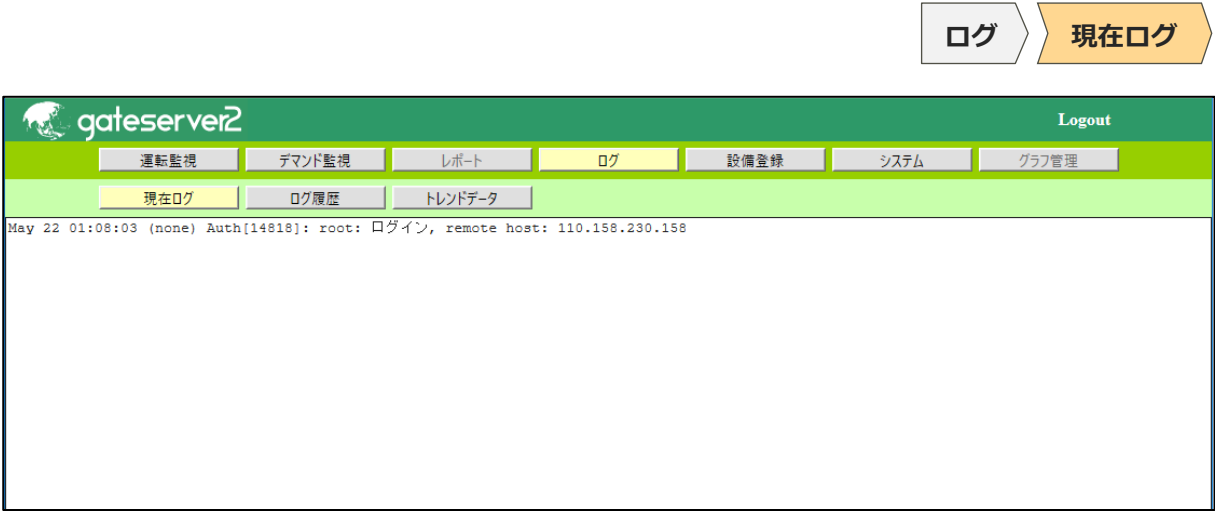 ログ 現在ログ
gateserver2 Logout
運転監視 デマンド監視 レポート ログ 設備登録 システム グラフ管理
現在ログ ログ履歴 トレンドデータ
May 22 01:08:03 (none) Auth[14818]: root: ログイン, remote host: 110.158.230.158